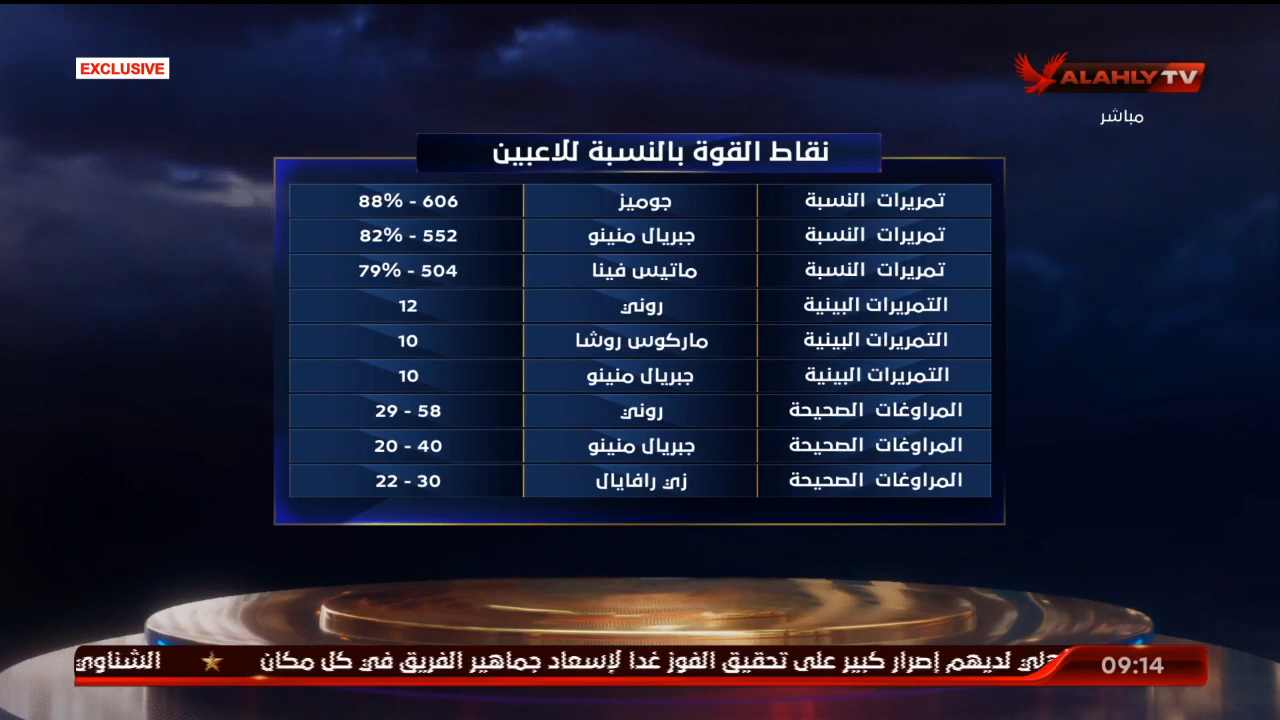 EXCLUSIVE
ALAHLY TV
مباشر
نقاط القوة بالنسبة للاعبين
تمريرات النسبة جوميز 606 - 88%
تمريرات النسبة جبريال منينو 552 - 82%
تمريرات النسبة ماتيس فينا 504 - 79%
التمريرات البينية روني 12
التمريرات البينية ماركوس روشا 10
التمريرات البينية جبريال منينو 10
المراوغات الصحيحة روني 58 - 29
المراوغات الصحيحة جبريال منينو 40 - 20
المراوغات الصحيحة زي رافايال 30 - 22
09:14
لديهم إصرار كبير على تحقيق الفوز غدا لإسعاد جماهير الفريق في كل مكان ★ الشناوي